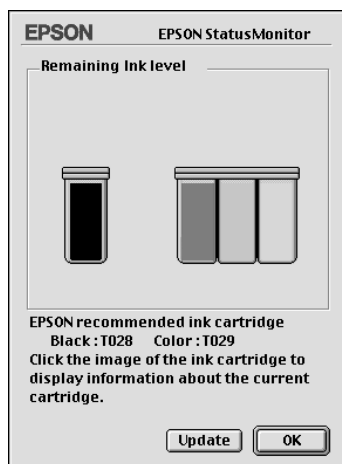 EPSON
EPSON StatusMonitor
Remaining Ink level
EPSON recommended ink cartridge
Black : T028 Color : T029
Click the image of the ink cartridge to
display information about the current
cartridge.
Update OK